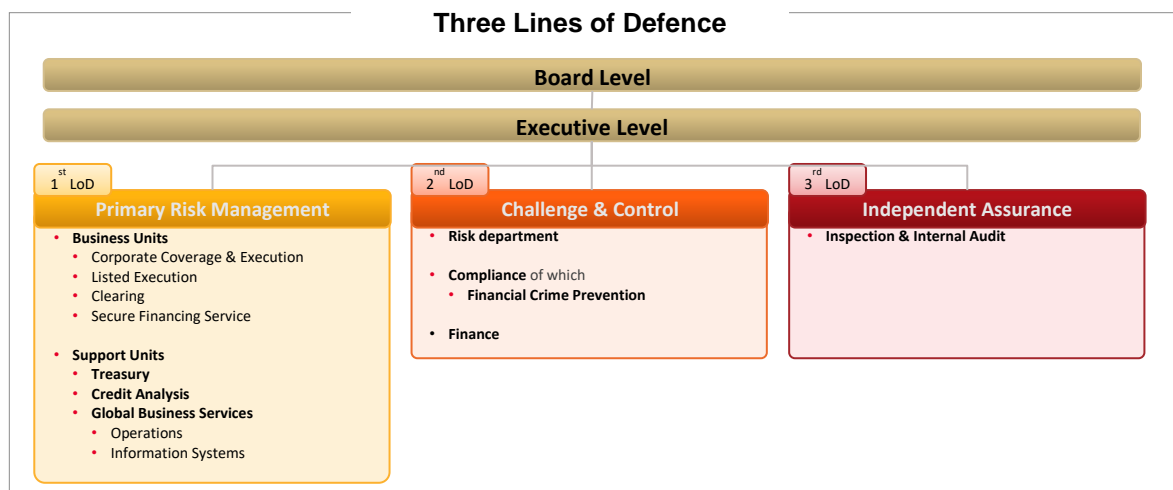 Three Lines of Defence
Board Level
Executive Level
1st LoD
Primary Risk Management
• Business Units
• Corporate Coverage & Execution
• Listed Execution
• Clearing
• Secure Financing Service
• Support Units
• Treasury
• Credit Analysis
• Global Business Services
• Operations
• Information Systems
2nd LoD
Challenge & Control
• Risk department
• Compliance of which
• Financial Crime Prevention
• Finance
3rd LoD
Independent Assurance
• Inspection & Internal Audit